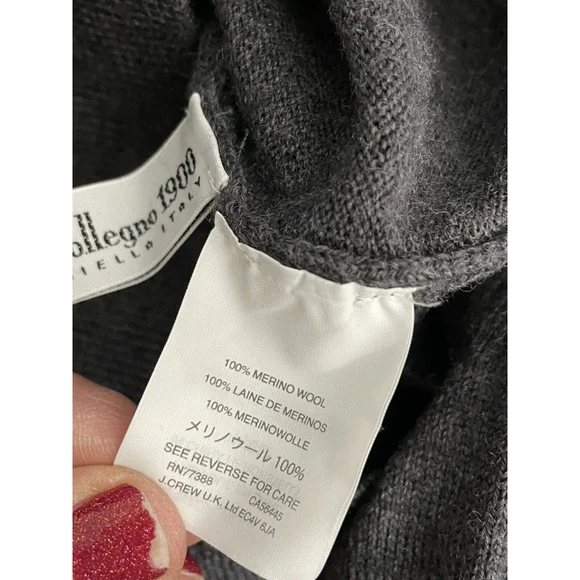 ollegno 1900
IELLA ITALY
100% MERINO WOOL
100% LAINE DE MERINOS
100% MERINOWOLLE
メリノウール 100%
SEE REVERSE FOR CARE
RN77388 CA56445
J.CREW U.K. Ltd EC4V 6JA